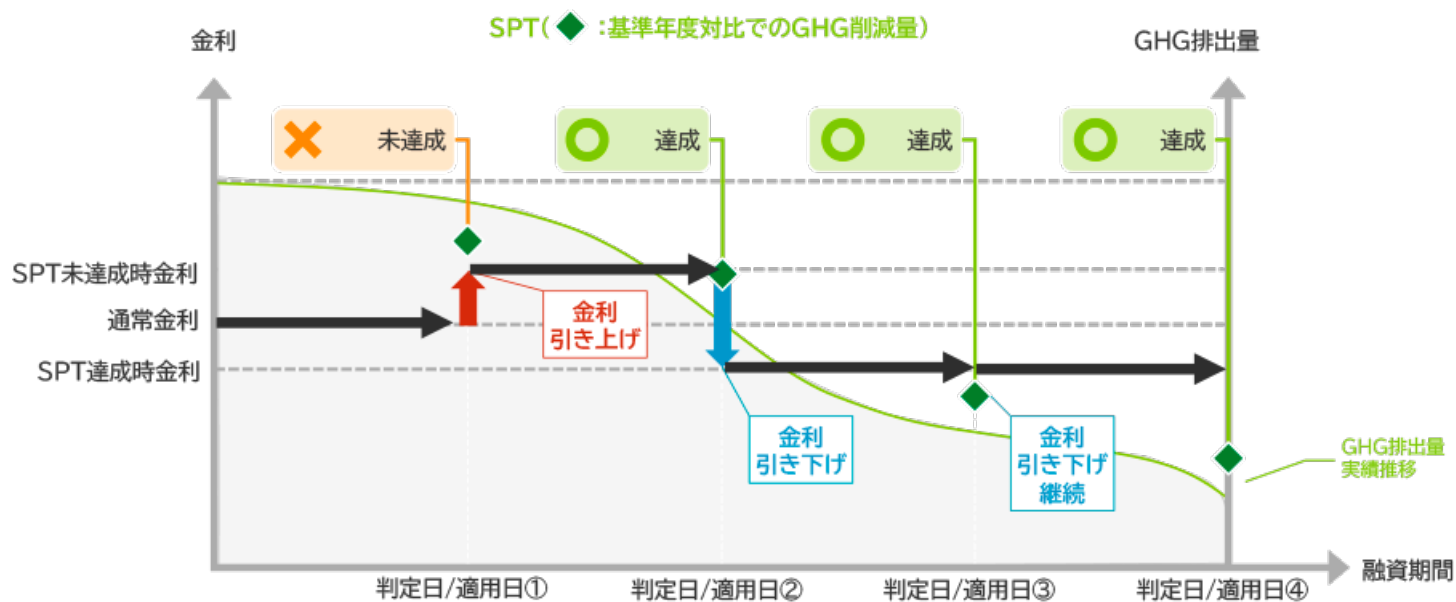 SPT(◆:基準年度対比でのGHG削減量)
金利
GHG排出量
未達成
達成
達成
達成
SPT未達成時金利
通常金利
SPT達成時金利
金利
引き上げ
金利
引き下げ
金利
引き下げ
継続
GHG排出量
実績推移
判定日/適用日①
判定日/適用日②
判定日/適用日③
判定日/適用日④
融資期間